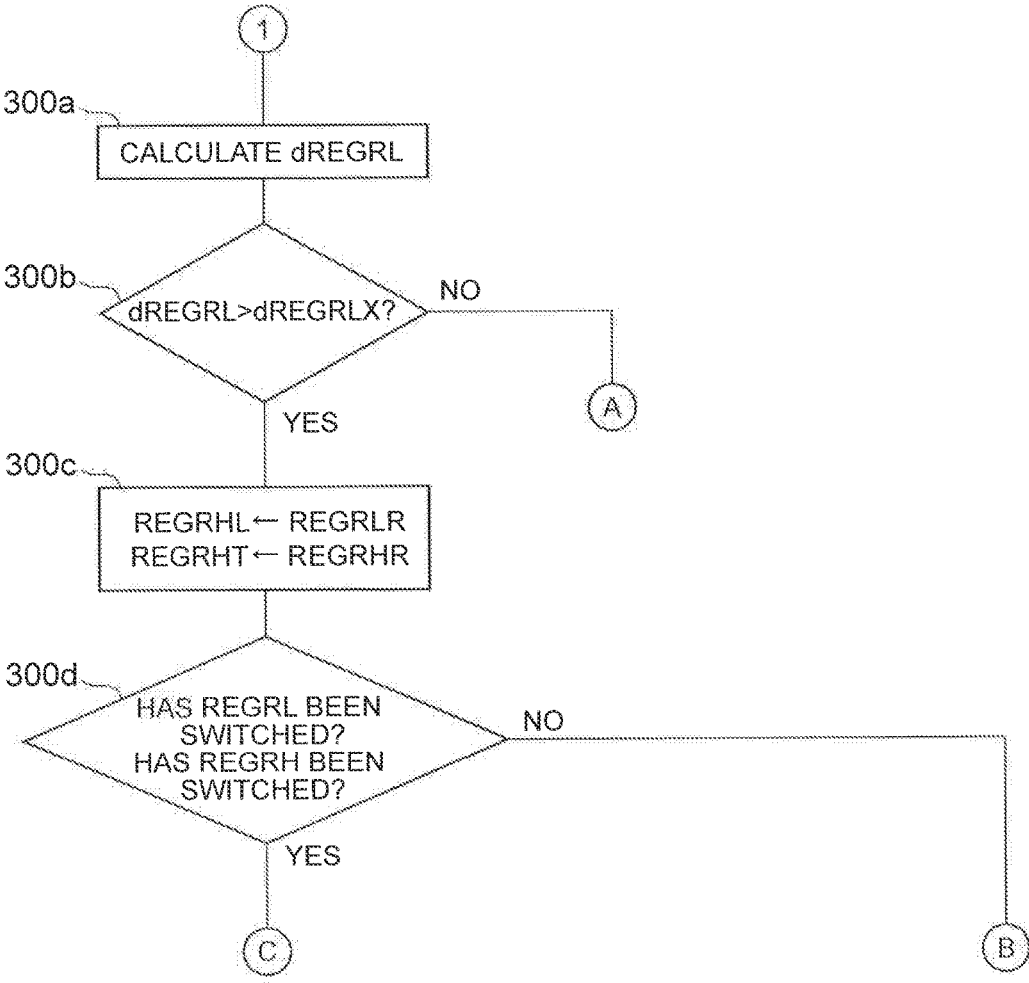 1
300a
CALCULATE dREGRL
300b
dREGRL>dREGRLX?
NO
A
YES
300c
REGRHL← REGRLR
REGRHT← REGRHR
300d
HAS REGRL BEEN
SWITCHED?
HAS REGRH BEEN
SWITCHED?
NO
YES
C
B